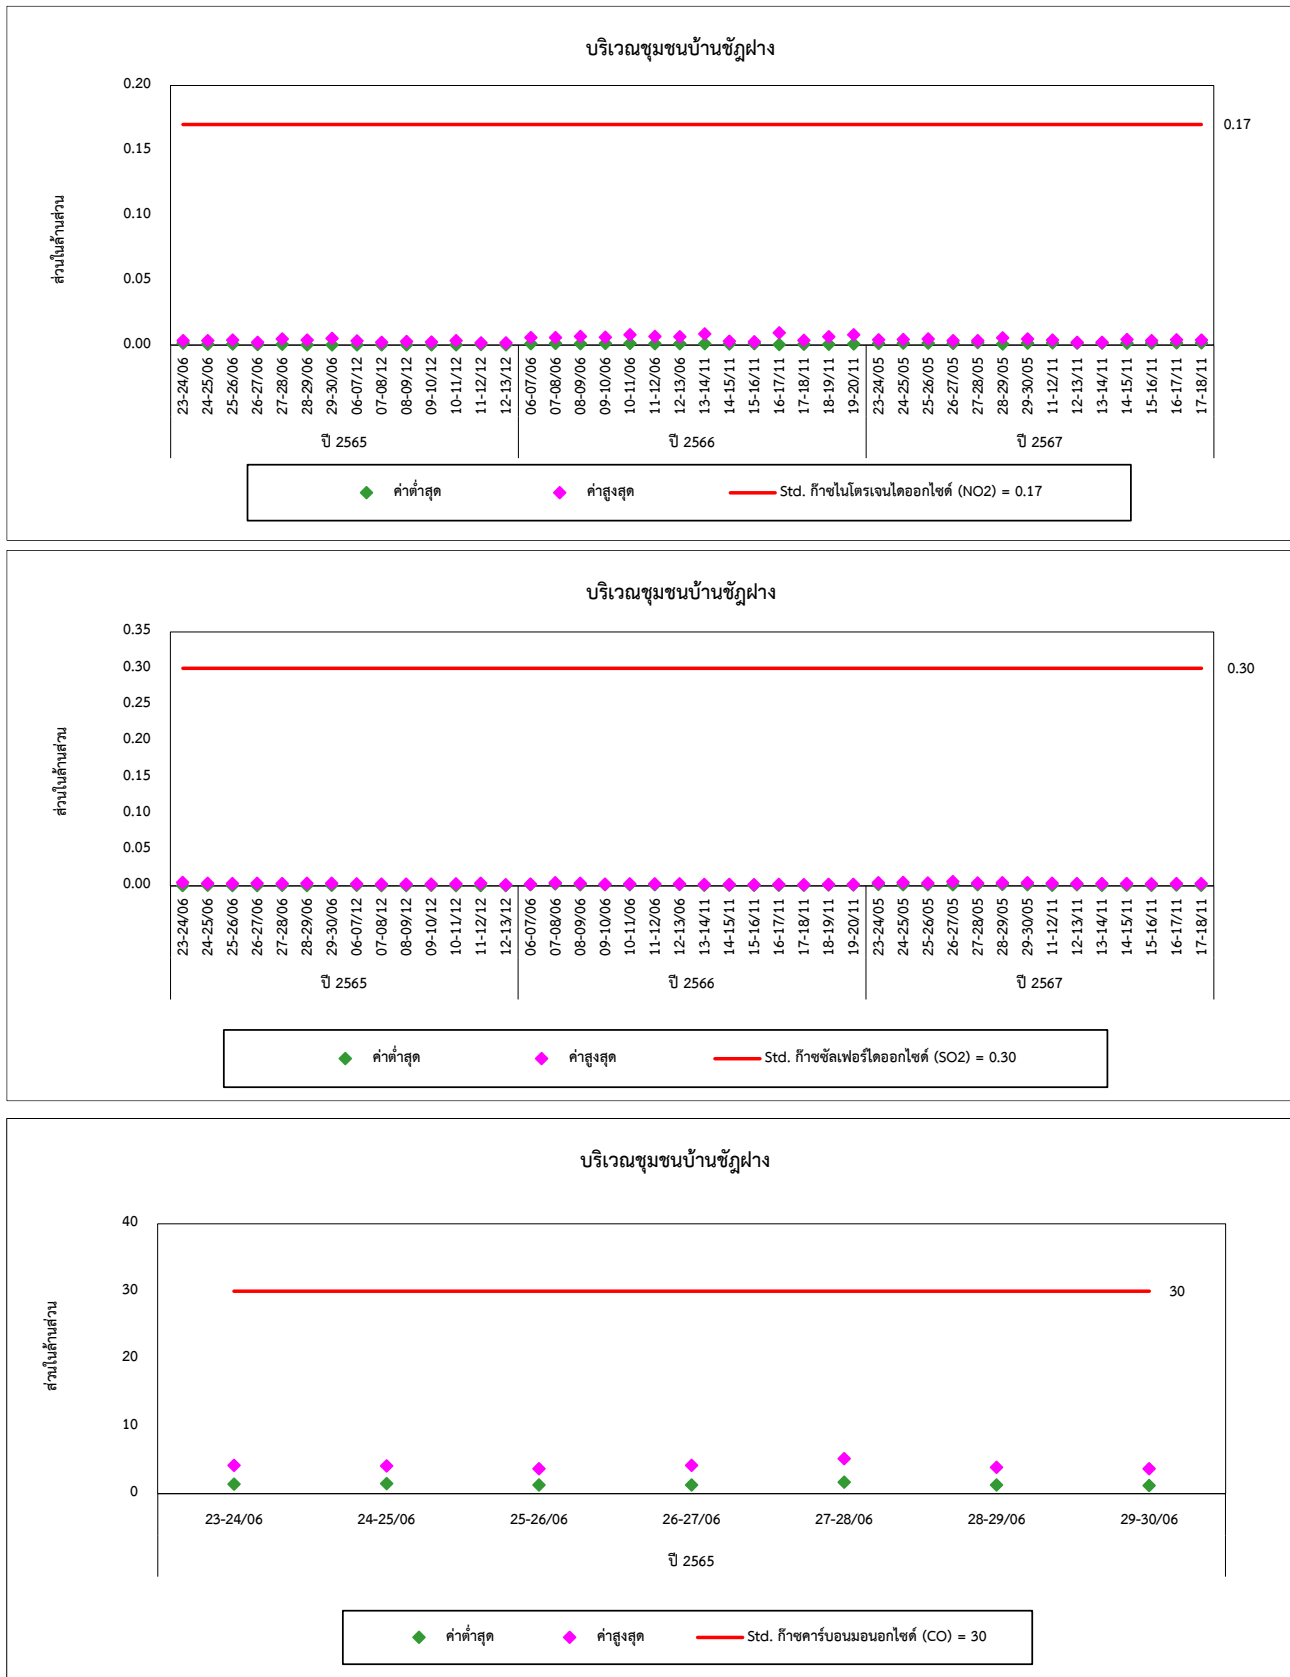 บริเวณชุมชนบ้านชัฎฝาง
0.20
0.15
0.10
0.05
0.00
ส่วนในล้านส่วน
0.17
23-24/06 24-25/06 25-26/06 26-27/06 27-28/06 28-29/06 29-30/06 06-07/12 07-08/12 08-09/12 09-10/12 10-11/12 11-12/12 12-13/12 06-07/06 07-08/06 08-09/06 09-10/06 10-11/06 11-12/06 12-13/06 13-14/11 14-15/11 15-16/11 16-17/11 17-18/11 18-19/11 19-20/11 23-24/05 24-25/05 25-26/05 26-27/05 27-28/05 28-29/05 29-30/05 11-12/11 12-13/11 13-14/11 14-15/11 15-16/11 16-17/11 17-18/11
ปี 2565 ปี 2566 ปี 2567
ค่าต่ำสุด ค่าสูงสุด Std. ก๊าซไนโตรเจนไดออกไซด์ (NO2) = 0.17
บริเวณชุมชนบ้านชัฎฝาง
0.35
0.30
0.25
0.20
0.15
0.10
0.05
0.00
ส่วนในล้านส่วน
0.30
23-24/06 24-25/06 25-26/06 26-27/06 27-28/06 28-29/06 29-30/06 06-07/12 07-08/12 08-09/12 09-10/12 10-11/12 11-12/12 12-13/12 06-07/06 07-08/06 08-09/06 09-10/06 10-11/06 11-12/06 12-13/06 13-14/11 14-15/11 15-16/11 16-17/11 17-18/11 18-19/11 19-20/11 23-24/05 24-25/05 25-26/05 26-27/05 27-28/05 28-29/05 29-30/05 11-12/11 12-13/11 13-14/11 14-15/11 15-16/11 16-17/11 17-18/11
ปี 2565 ปี 2566 ปี 2567
ค่าต่ำสุด ค่าสูงสุด Std. ก๊าซซัลเฟอร์ไดออกไซด์ (SO2) = 0.30
บริเวณชุมชนบ้านชัฎฝาง
40
30
20
10
0
ส่วนในล้านส่วน
30
23-24/06 24-25/06 25-26/06 26-27/06 27-28/06 28-29/06 29-30/06
ปี 2565
ค่าต่ำสุด ค่าสูงสุด Std. ก๊าซคาร์บอนมอนอกไซด์ (CO) = 30